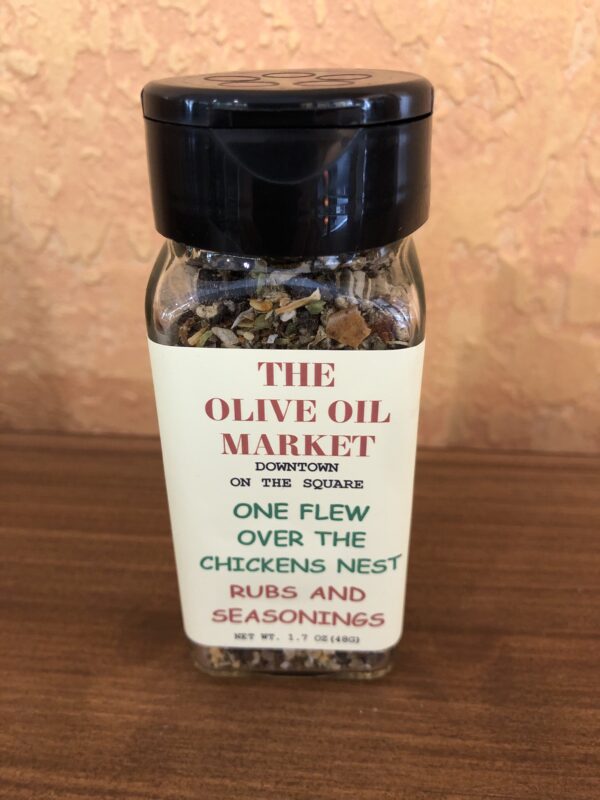 THE
OLIVE OIL
MARKET
DOWNTOWN
ON THE SQUARE
ONE FLEW
OVER THE
CHICKENS NEST
RUBS AND
SEASONINGS
NET WT. 1.7 OZ(48G)